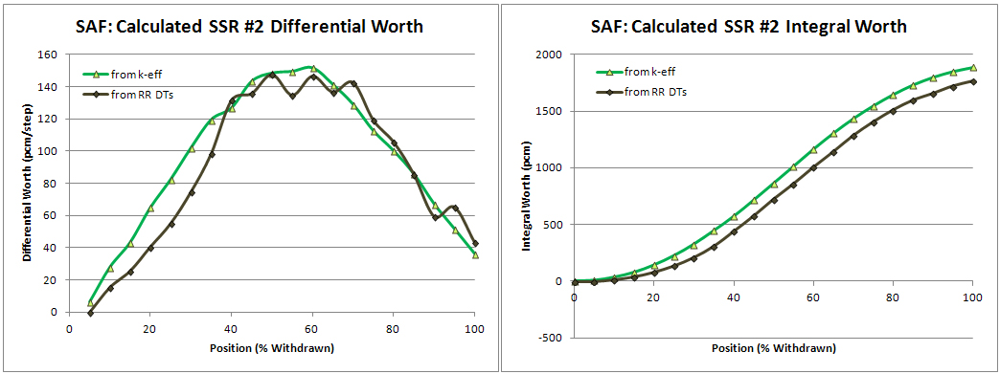 SAF: Calculated SSR #2 Differential Worth
160
140
120
100
80
60
40
20
0
0 20 40 60 80 100
Differential Worth (pcm/step)
Position (% Withdrawn)
from k-eff
from RR DTs
SAF: Calculated SSR #2 Integral Worth
2000
1500
1000
500
0
-500
0 20 40 60 80 100
Integral Worth (pcm)
Position (% Withdrawn)
from k-eff
from RR DTs